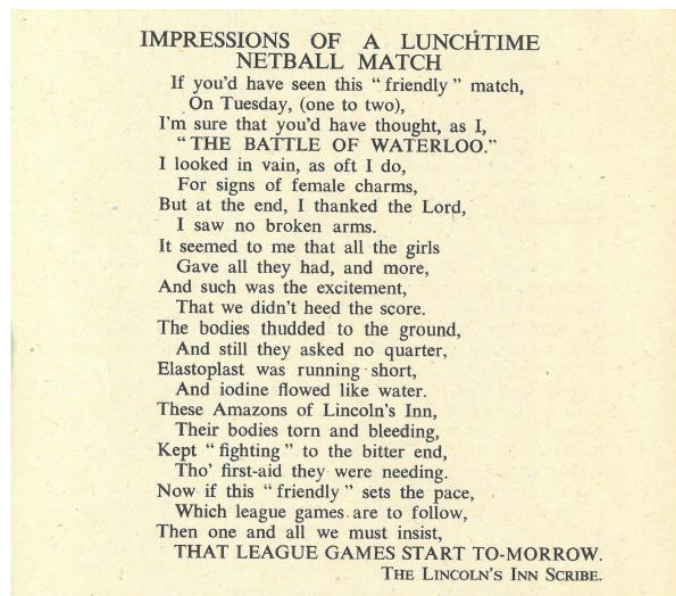 IMPRESSIONS OF A LUNCHTIME
NETBALL MATCH
If you'd have seen this “ friendly ” match,
On Tuesday, (one to two),
I'm sure that you'd have thought, as I,
“ THE BATTLE OF WATERLOO.”
I looked in vain, as oft I do,
For signs of female charms,
But at the end, I thanked the Lord,
I saw no broken arms.
It seemed to me that all the girls
Gave all they had, and more,
And such was the excitement,
That we didn't heed the score.
The bodies thudded to the ground,
And still they asked no quarter,
Elastoplast was running short,
And iodine flowed like water.
These Amazons of Lincoln's Inn,
Their bodies torn and bleeding,
Kept “ fighting ” to the bitter end,
Tho' first-aid they were needing.
Now if this “ friendly ” sets the pace,
Which league games are to follow,
Then one and all we must insist,
THAT LEAGUE GAMES START TO-MORROW.
THE LINCOLN'S INN SCRIBE.